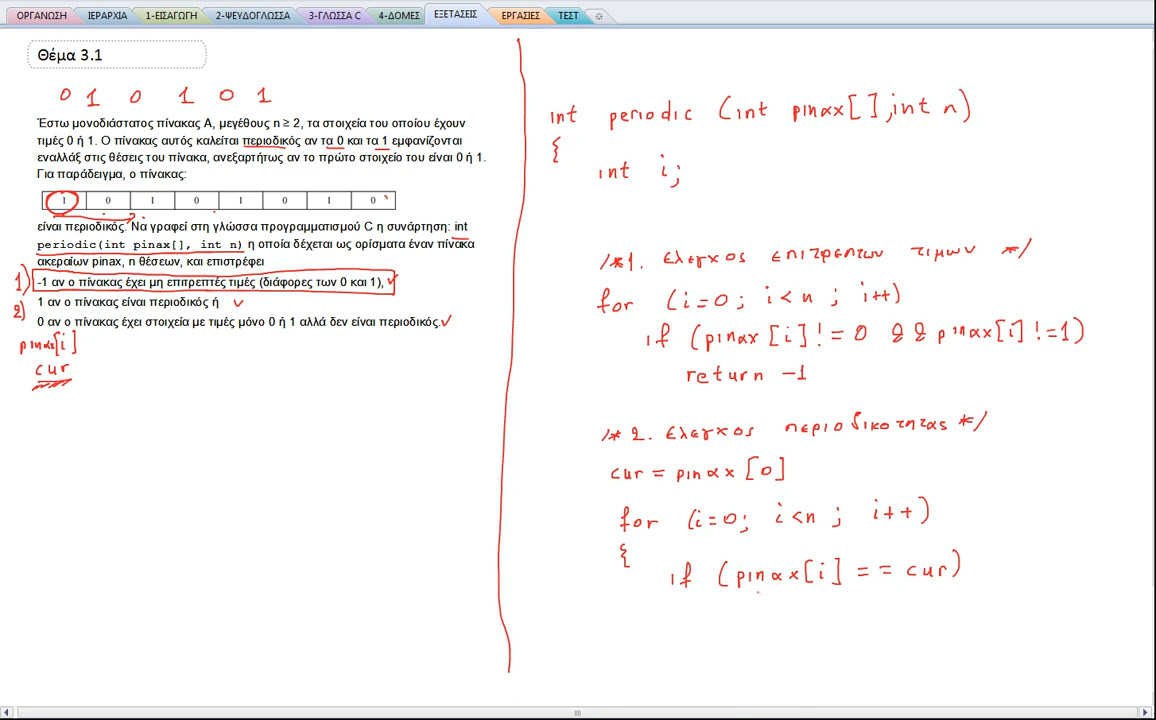 ΟΡΓΑΝΩΣΗ ΙΕΡΑΡΧΙΑ 1-ΕΙΣΑΓΩΓΗ 2-ΨΕΥΔΟΓΛΩΣΣΑ 3-ΓΛΩΣΣΑ C 4-ΔΟΜΕΣ ΕΞΕΤΑΣΕΙΣ ΕΡΓΑΣΙΕΣ ΤΕΣΤ
Θέμα 3.1
0 1 0 1 0 1
Έστω μονοδιάστατος πίνακας Α, μεγέθους n ≥ 2, τα στοιχεία του οποίου έχουν
τιμές 0 ή 1. Ο πίνακας αυτός καλείται περιοδικός αν τα 0 και τα 1 εμφανίζονται
εναλλάξ στις θέσεις του πίνακα, ανεξαρτήτως αν το πρώτο στοιχείο του είναι 0 ή 1.
Για παράδειγμα, ο πίνακας:
1 0 1 0 1 0 1 0
είναι περιοδικός. Να γραφεί στη γλώσσα προγραμματισμού C η συνάρτηση: int
periodic(int pinax[], int n) η οποία δέχεται ως ορίσματα έναν πίνακα
ακεραίων pinax, n θέσεων, και επιστρέφει
1) -1 αν ο πίνακας έχει μη επιτρεπτές τιμές (διάφορες των 0 και 1),
2) 1 αν ο πίνακας είναι περιοδικός ή
0 αν ο πίνακας έχει στοιχεία με τιμές μόνο 0 ή 1 αλλά δεν είναι περιοδικός.
pinax[i]
cur
int periodic (int pinax[],int n)
{
int i;
/*1. ελεγχος επιτρεπτων τιμων */
for (i=0; i<n; i++)
if (pinax[i]!=0 && pinax[i]!=1)
return -1
/* 2. ελεγχος περιοδικοτητας */
cur = pinax[0]
for (i=0; i<n; i++)
{
if (pinax[i] == cur)